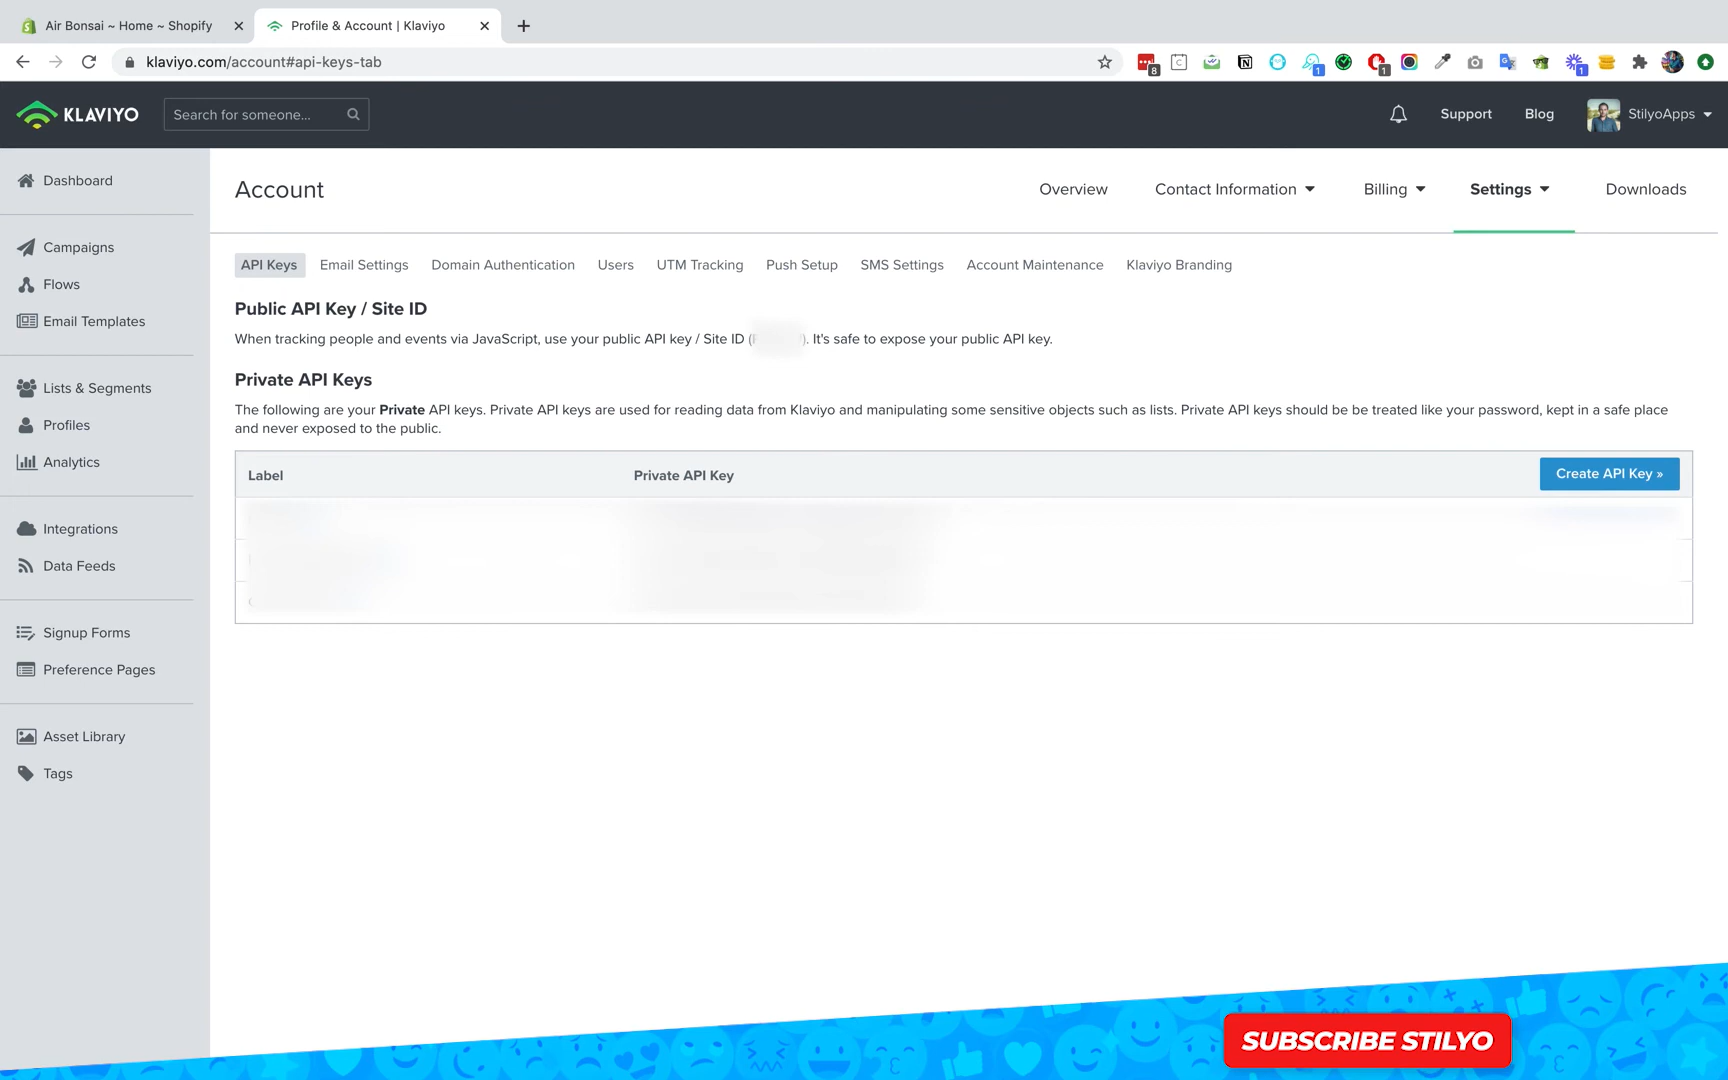 Air Bonsai ~ Home ~ Shopify
Profile & Account | Klaviyo
klaviyo.com/account#api-keys-tab
8
1
1
1
KLAVIYO
Search for someone...
Support
Blog
StilyoApps
Dashboard
Campaigns
Flows
Email Templates
Lists & Segments
Profiles
Analytics
Integrations
Data Feeds
Signup Forms
Preference Pages
Asset Library
Tags
Account
Overview
Contact Information
Billing
Settings
Downloads
API Keys
Email Settings
Domain Authentication
Users
UTM Tracking
Push Setup
SMS Settings
Account Maintenance
Klaviyo Branding
Public API Key / Site ID
When tracking people and events via JavaScript, use your public API key / Site ID ( ). It's safe to expose your public API key.
Private API Keys
The following are your Private API keys. Private API keys are used for reading data from Klaviyo and manipulating some sensitive objects such as lists. Private API keys should be be treated like your password, kept in a safe place
and never exposed to the public.
Label
Private API Key
Create API Key »
SUBSCRIBE STILYO